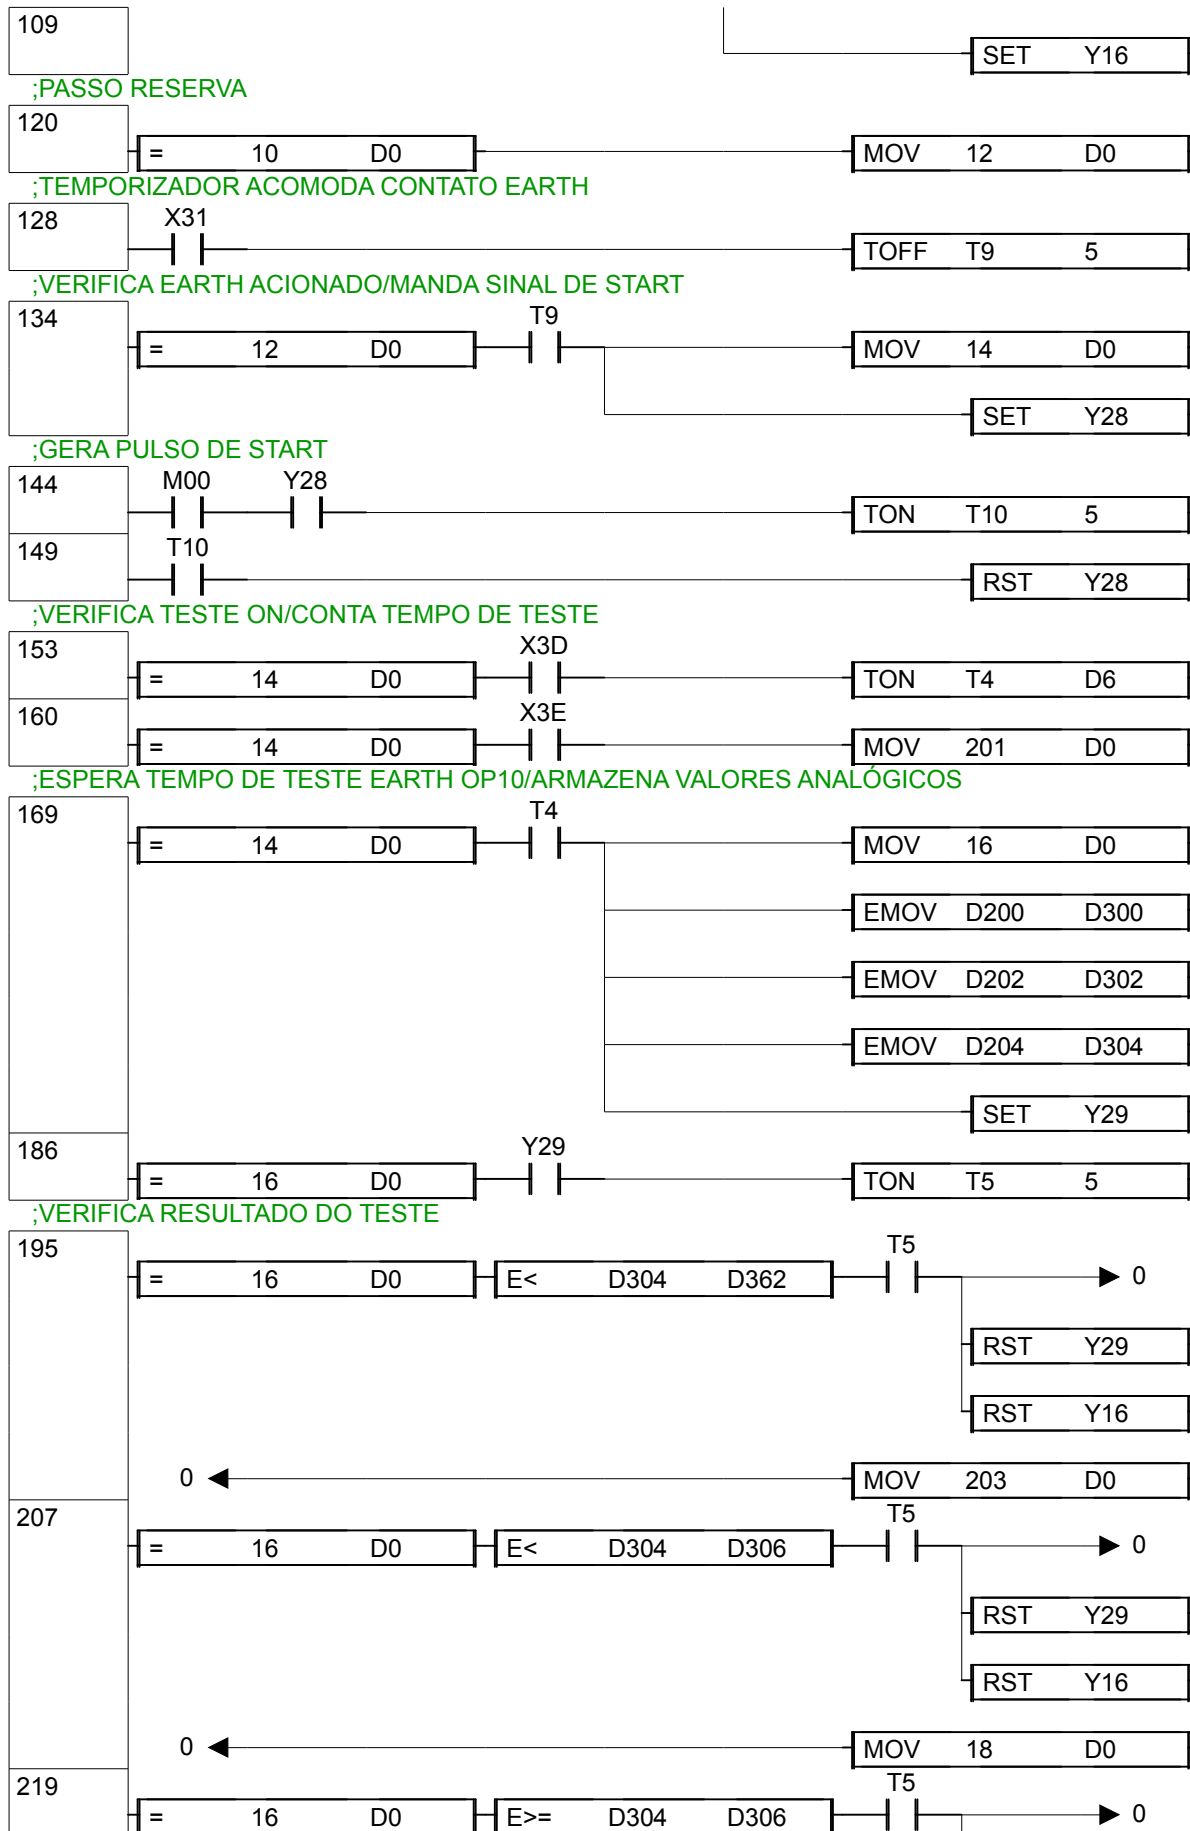 109
SET Y16
;PASSO RESERVA
120
= 10 D0 MOV 12 D0
;TEMPORIZADOR ACOMODA CONTATO EARTH
128 X31
TOFF T9 5
;VERIFICA EARTH ACIONADO/MANDA SINAL DE START
134 T9
= 12 D0 MOV 14 D0
SET Y28
;GERA PULSO DE START
144 M00 Y28
TON T10 5
149 T10
RST Y28
;VERIFICA TESTE ON/CONTA TEMPO DE TESTE
153 X3D
= 14 D0 TON T4 D6
160 X3E
= 14 D0 MOV 201 D0
;ESPERA TEMPO DE TESTE EARTH OP10/ARMAZENA VALORES ANALÓGICOS
169 T4
= 14 D0 MOV 16 D0
EMOV D200 D300
EMOV D202 D302
EMOV D204 D304
SET Y29
186 Y29
= 16 D0 TON T5 5
;VERIFICA RESULTADO DO TESTE
195 T5
= 16 D0 E< D304 D362 0
RST Y29
RST Y16
0 MOV 203 D0
207 T5
= 16 D0 E< D304 D306 0
RST Y29
RST Y16
0 MOV 18 D0
219 T5
= 16 D0 E>= D304 D306 0